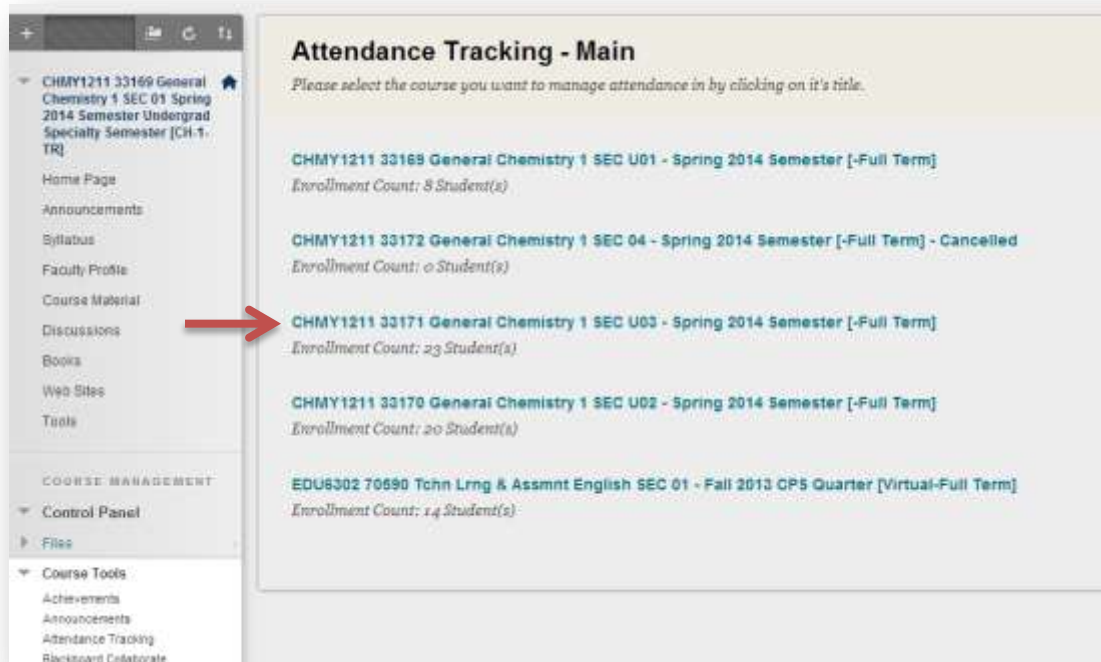 CHMY1211 33169 General
Chemistry 1 SEC 01 Spring
2014 Semester Undergrad
Specialty Semester [CH-1-
TR]
Home Page
Announcements
Syllabus
Faculty Profile
Course Material
Discussions
Books
Web Sites
Tools
COURSE MANAGEMENT
Control Panel
Files
Course Tools
Achievements
Announcements
Attendance Tracking
Blackboard Collaborate
Attendance Tracking - Main
Please select the course you want to manage attendance in by clicking on it's title.
CHMY1211 33169 General Chemistry 1 SEC U01 - Spring 2014 Semester [-Full Term]
Enrollment Count: 8 Student(s)
CHMY1211 33172 General Chemistry 1 SEC 04 - Spring 2014 Semester [-Full Term] - Cancelled
Enrollment Count: 0 Student(s)
CHMY1211 33171 General Chemistry 1 SEC U03 - Spring 2014 Semester [-Full Term]
Enrollment Count: 23 Student(s)
CHMY1211 33170 General Chemistry 1 SEC U02 - Spring 2014 Semester [-Full Term]
Enrollment Count: 20 Student(s)
EDU6302 70590 Tchn Lrng & Assmnt English SEC 01 - Fall 2013 CPS Quarter [Virtual-Full Term]
Enrollment Count: 14 Student(s)